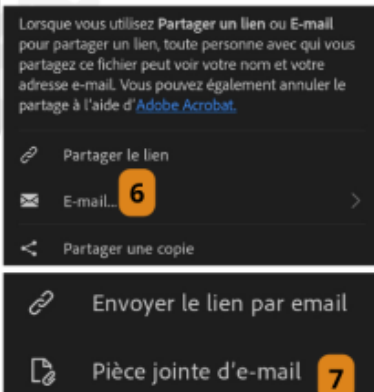 Lorsque vous utilisez Partager un lien ou E-mail
pour partager un lien, toute personne avec qui vous
partagez ce fichier peut voir votre nom et votre
adresse e-mail. Vous pouvez également annuler le
partage à l'aide d'Adobe Acrobat.
Partager le lien
E-mail... 6
Partager une copie
Envoyer le lien par email
Pièce jointe d'e-mail 7